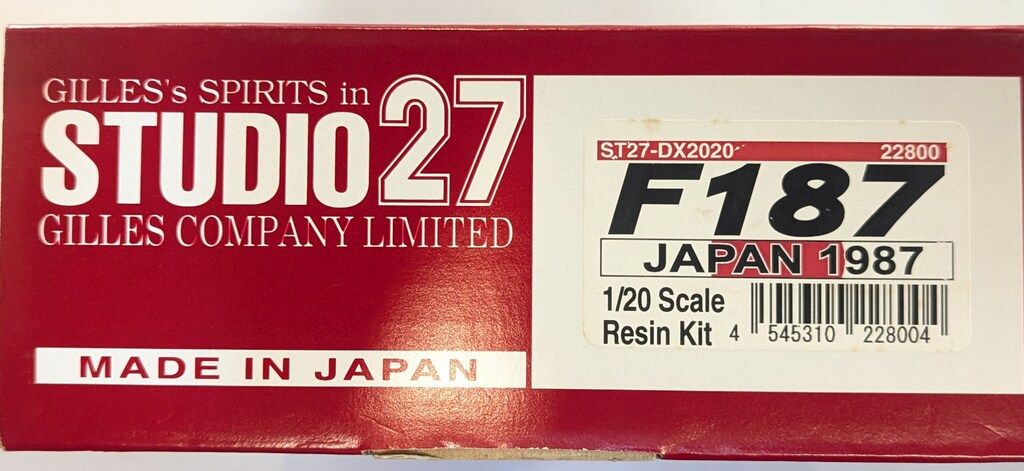 GILLES's SPIRITS in
STUDIO27
GILLES COMPANY LIMITED
MADE IN JAPAN
ST27-DX2020 22800
F187
JAPAN 1987
1/20 Scale
Resin Kit
4 545310 228004